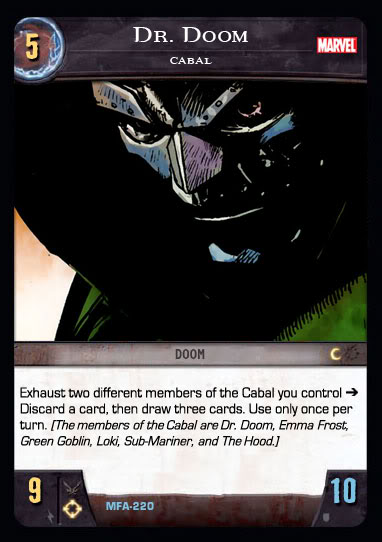 5
DR. DOOM
MARVEL
CABAL
DOOM
C
Exhaust two different members of the Cabal you control ➔
Discard a card, then draw three cards. Use only once per
turn. [The members of the Cabal are Dr. Doom, Emma Frost,
Green Goblin, Loki, Sub-Mariner, and The Hood.]
9
MFA-220
10